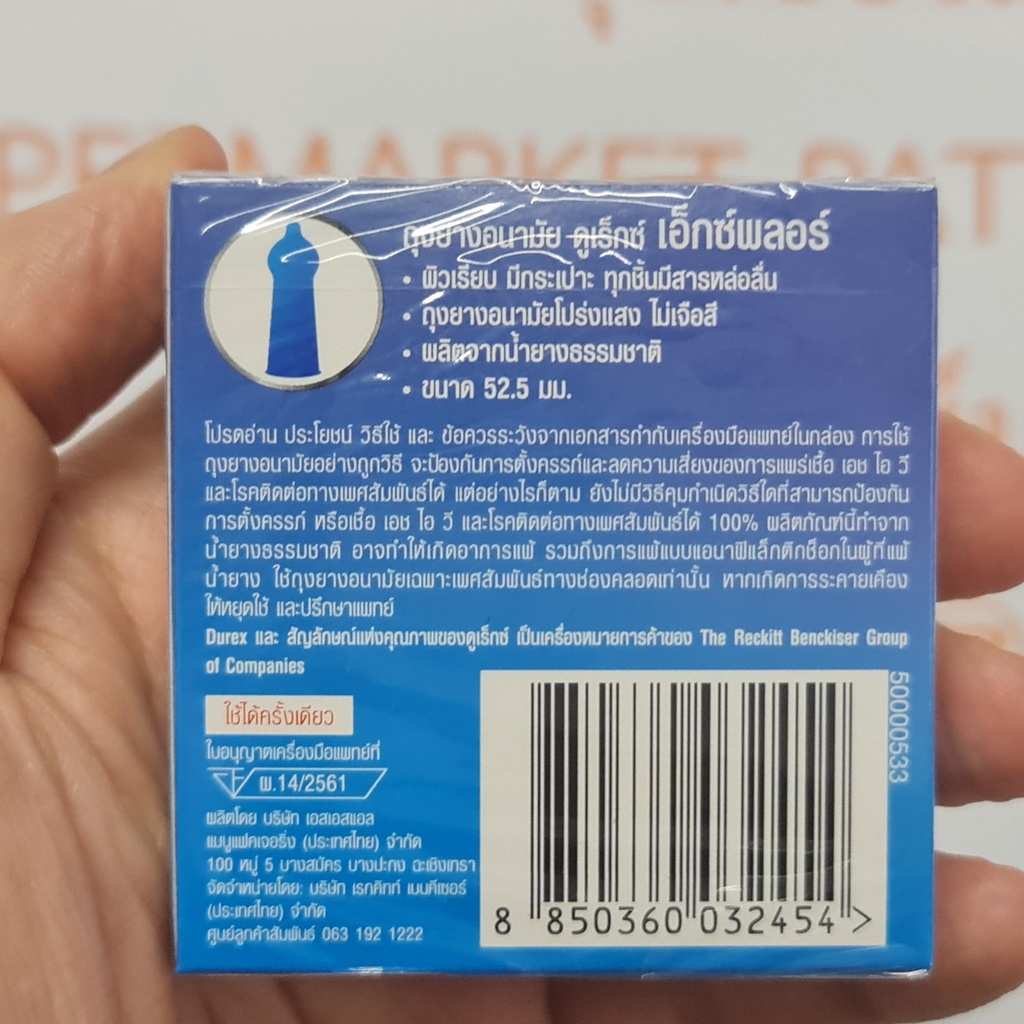 PERMARKET PAT
ถุงยางอนามัย ดูเร็กซ์ เอ็กซ์พลอร์
• ผิวเรียบ มีกระเปาะ ทุกชิ้นมีสารหล่อลื่น
• ถุงยางอนามัยโปร่งแสง ไม่เจือสี
• ผลิตจากน้ำยางธรรมชาติ
• ขนาด 52.5 มม.
โปรดอ่าน ประโยชน์ วิธีใช้ และ ข้อควรระวังจากเอกสารกำกับเครื่องมือแพทย์ในกล่อง การใช้
ถุงยางอนามัยอย่างถูกวิธี จะป้องกันการตั้งครรภ์และลดความเสี่ยงของการแพร่เชื้อ เอช ไอ วี
และโรคติดต่อทางเพศสัมพันธ์ได้ แต่อย่างไรก็ตาม ยังไม่มีวิธีคุมกำเนิดวิธีใดที่สามารถป้องกัน
การตั้งครรภ์ หรือเชื้อ เอช ไอ วี และโรคติดต่อทางเพศสัมพันธ์ได้ 100% ผลิตภัณฑ์นี้ทำจาก
น้ำยางธรรมชาติ อาจทำให้เกิดอาการแพ้ รวมถึงการแพ้แบบแอนาฟิแล็กติกช็อกในผู้ที่แพ้
น้ำยาง ใช้ถุงยางอนามัยเฉพาะเพศสัมพันธ์ทางช่องคลอดเท่านั้น หากเกิดการระคายเคือง
ให้หยุดใช้ และปรึกษาแพทย์
Durex และ สัญลักษณ์แห่งคุณภาพของดูเร็กซ์ เป็นเครื่องหมายการค้าของ The Reckitt Benckiser Group
of Companies
ใช้ได้ครั้งเดียว
ใบอนุญาตเครื่องมือแพทย์ที่
ผ.14/2561
ผลิตโดย บริษัท เอสเอสแอล
แมนูแฟคเจอริ่ง (ประเทศไทย) จำกัด
100 หมู่ 5 บางสมัคร บางปะกง ฉะเชิงเทรา
จัดจำหน่ายโดย: บริษัท เรกคิทท์ เบนคีเซอร์
(ประเทศไทย) จำกัด
ศูนย์ลูกค้าสัมพันธ์ 063 192 1222
50000533
8 850360 032454 >